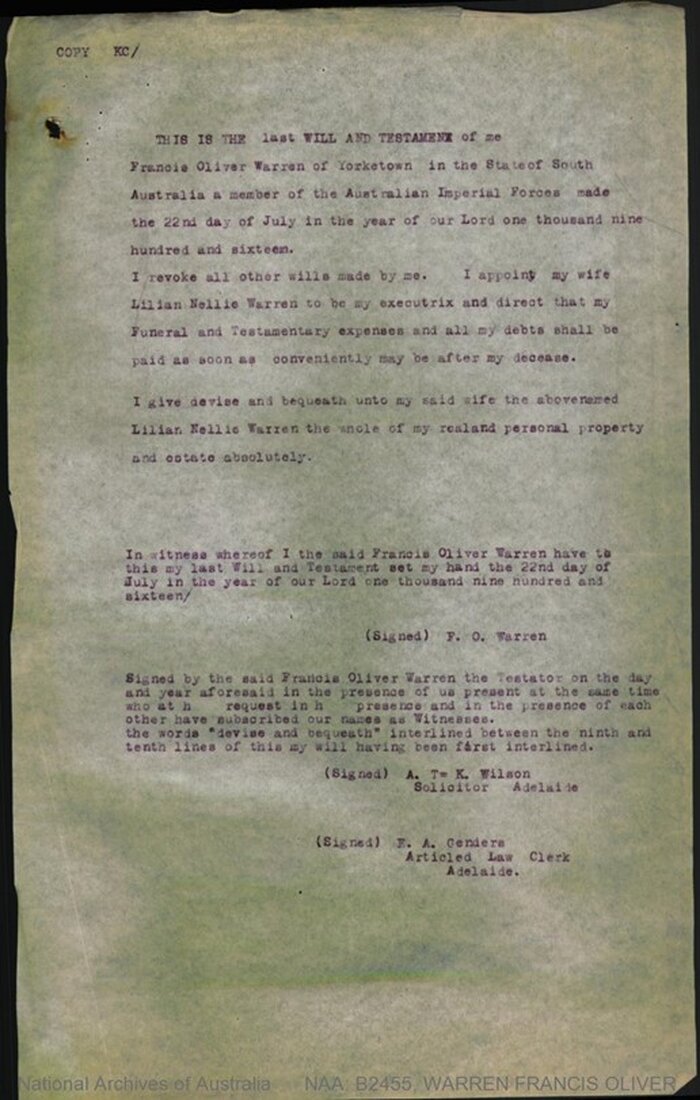 COPY KC/
THIS IS THE last WILL AND TESTAMENT of me
Francis Oliver Warren of Yorketown in the Stateof South
Australia a member of the Australian Imperial Forces made
the 22nd day of July in the year of our Lord one thousand nine
hundred and sixteen.
I revoke all other wills made by me. I appoint my wife
Lilian Nellie Warren to be my executrix and direct that my
Funeral and Testamentary expenses and all my debts shall be
paid as soon as conveniently may be after my decease.
I give devise and bequeath unto my said wife the abovenamed
Lilian Nellie Warren the whole of my realand personal property
and estate absolutely.
In witness whereof I the said Francis Oliver Warren have to
this my last Will and Testament set my hand the 22nd day of
July in the year of our Lord one thousand nine hundred and
sixteen/
(Signed) F. O. Warren
Signed by the said Francis Oliver Warren the Testator on the day
and year aforesaid in the presence of us present at the same time
who at h request in h presence and in the presence of each
other have subscribed our names as Witnesses.
the words "devise and bequeath" interlined between the ninth and
tenth lines of this my will having been first interlined.
(Signed) A. T= K. Wilson
Solicitor Adelaide
(Signed) E. A. Genders
Articled Law Clerk
Adelaide.
National Archives of Australia NAA: B2455, WARREN FRANCIS OLIVER